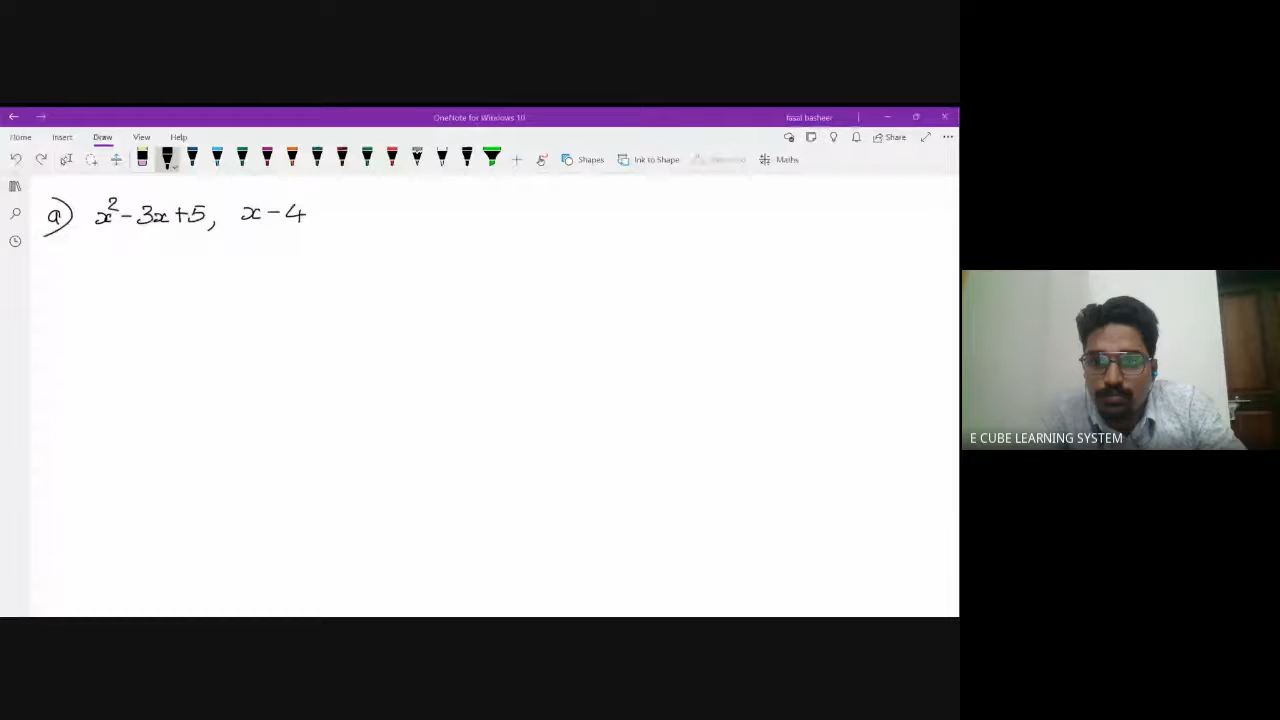 OneNote for Windows 10
fasal basheer
Home Insert Draw View Help
Share
Shapes
Ink to Shape
Maths
a) x² - 3x + 5, x - 4
E CUBE LEARNING SYSTEM